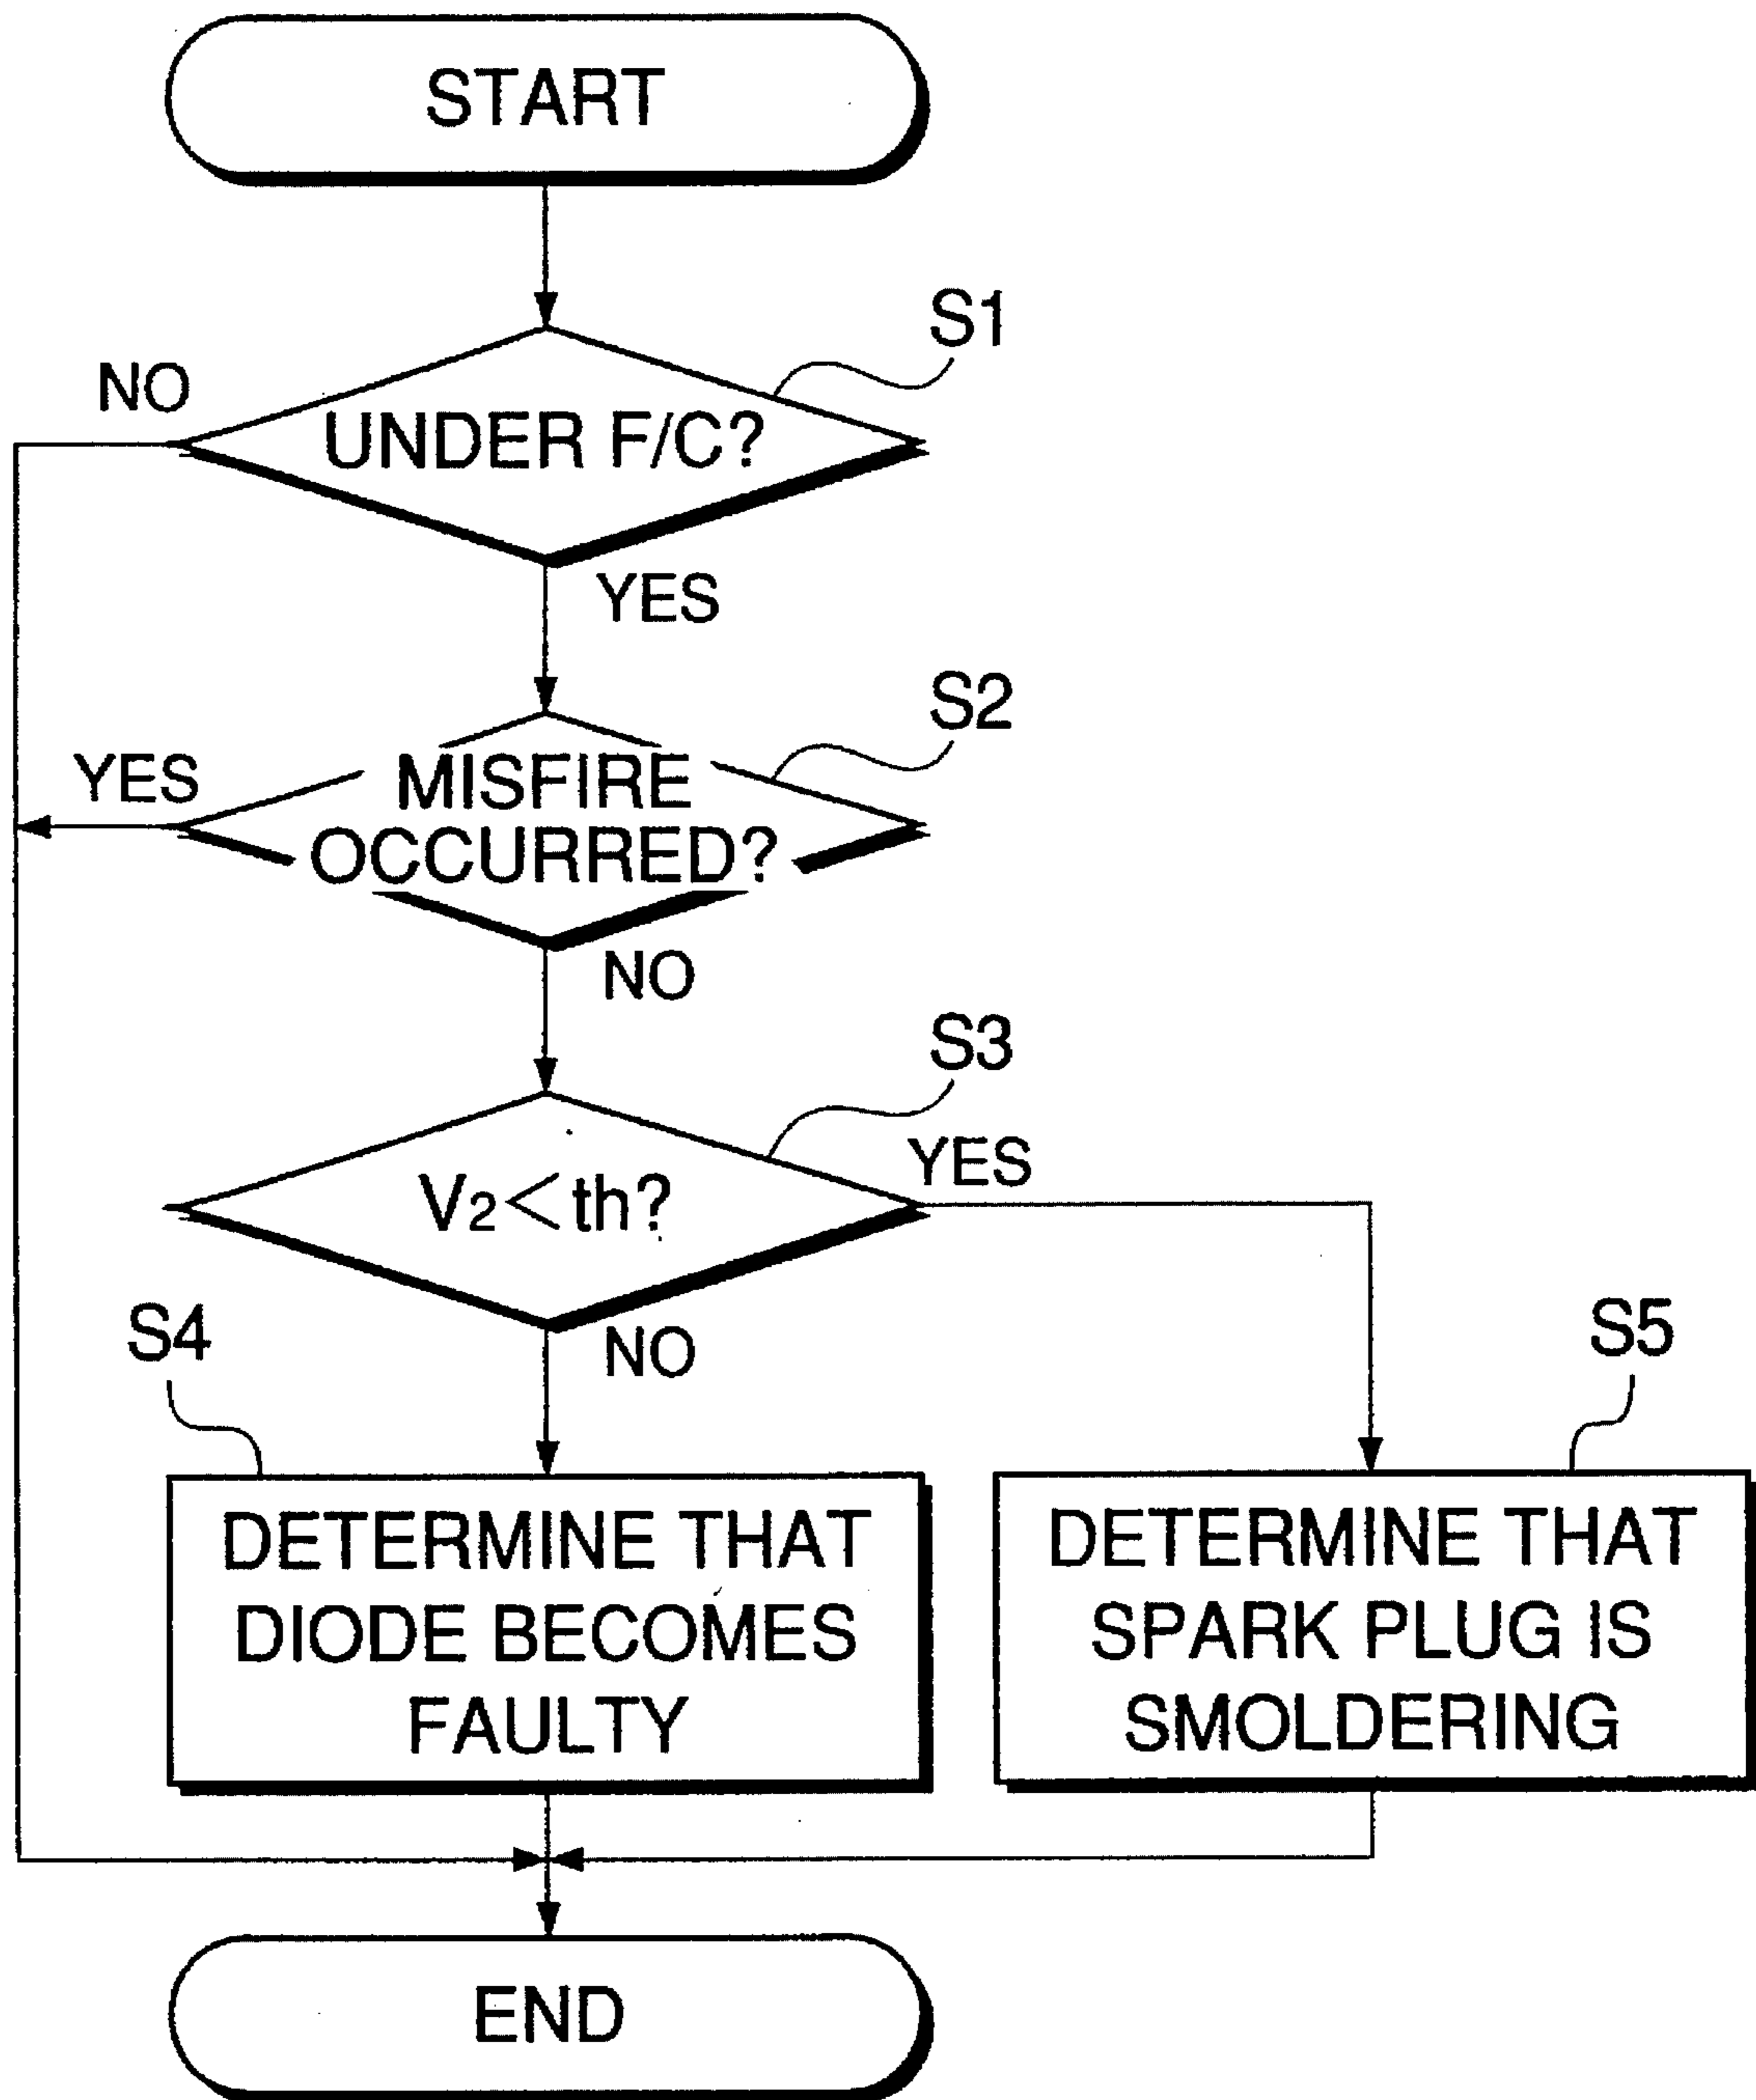 START
S1
NO
UNDER F/C?
YES
S2
YES
MISFIRE
OCCURRED?
NO
S3
YES
V2<th?
S4
NO
S5
DETERMINE THAT
DIODE BECOMES
FAULTY
DETERMINE THAT
SPARK PLUG IS
SMOLDERING
END